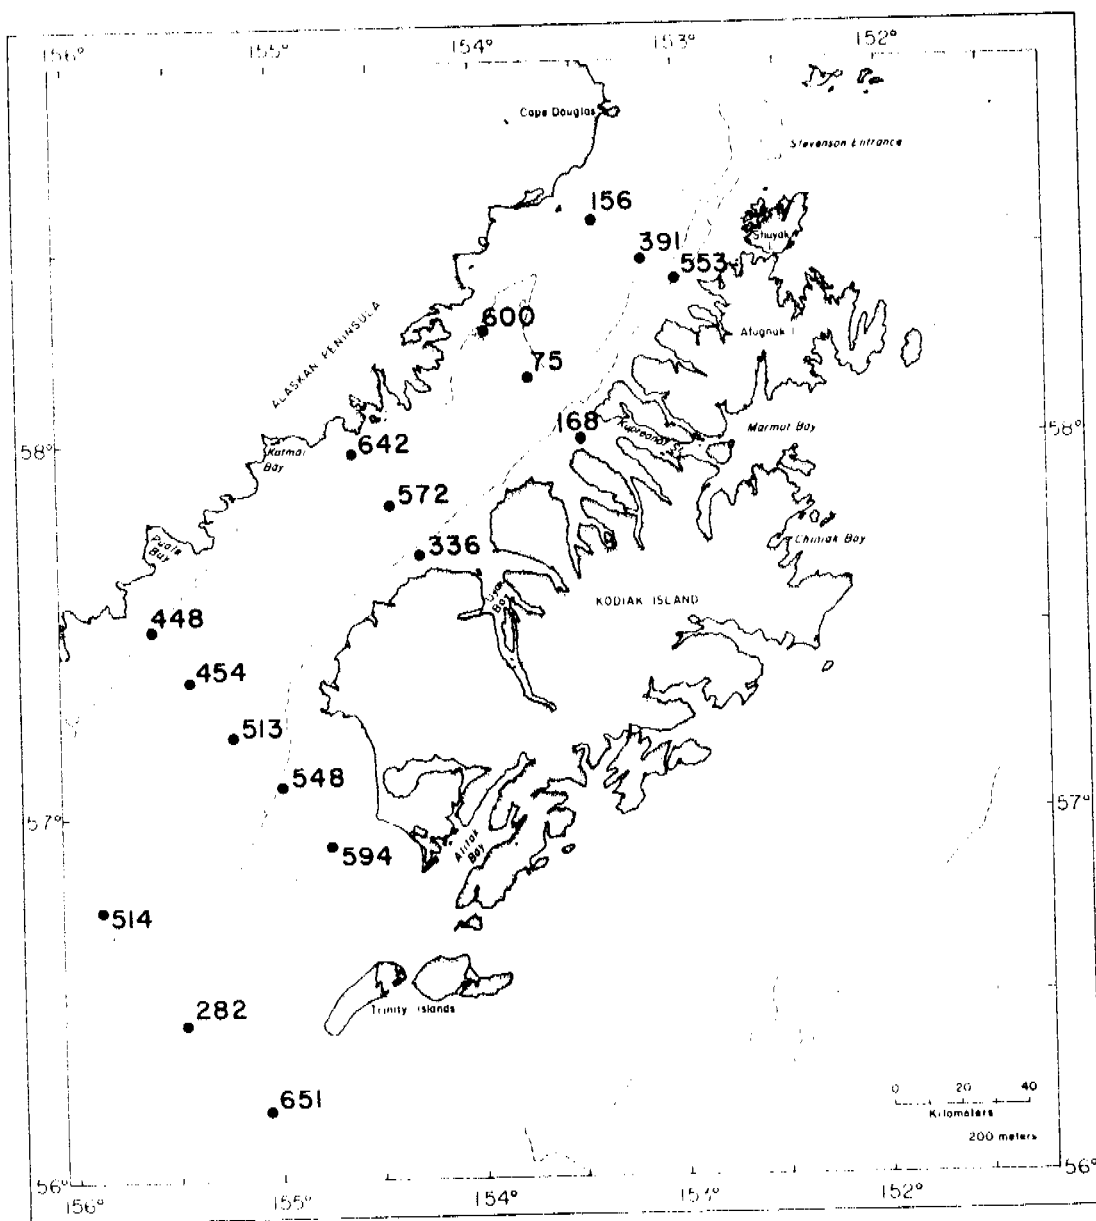 156° 155° 154° 153° 152°
Cape Douglas
Stevenson Entrance
156
Shuyak
I.
391
553
ALASKAN PENINSULA
600
Afognak I.
75
168
Kupreanof
Marmot Bay
58°
642
58°
Katmai
Bay
572
Puale
Bay
Chiniak Bay
336
Uyak
Bay
KODIAK ISLAND
448
454
513
548
57°
57°
594
Alitak
Bay
514
Trinity Islands
282
651
0 20 40
Kilometers
200 meters
56°
56°
156° 155° 154° 153° 152°